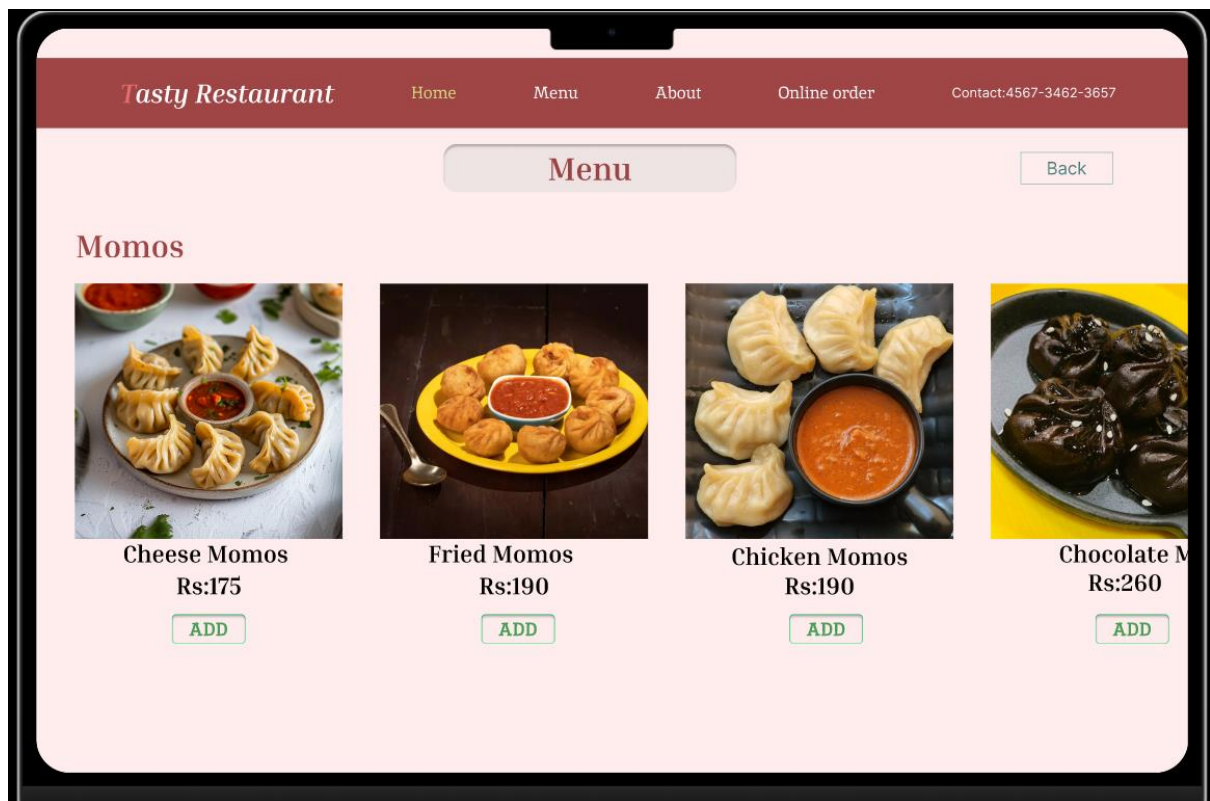 Tasty Restaurant Home Menu About Online order Contact:4567-3462-3657
Menu
Back
Momos
Cheese Momos
Rs:175
ADD
Fried Momos
Rs:190
ADD
Chicken Momos
Rs:190
ADD
Chocolate M
Rs:260
ADD